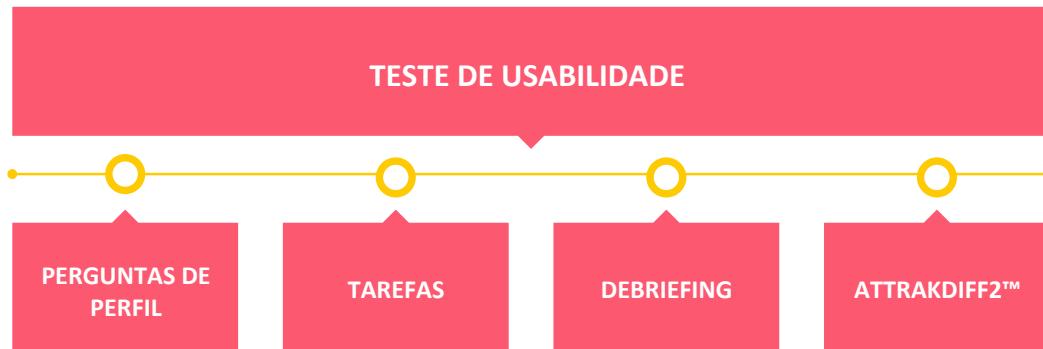 TESTE DE USABILIDADE
PERGUNTAS DE
PERFIL
TAREFAS
DEBRIEFING
ATTRAKDIFF2™